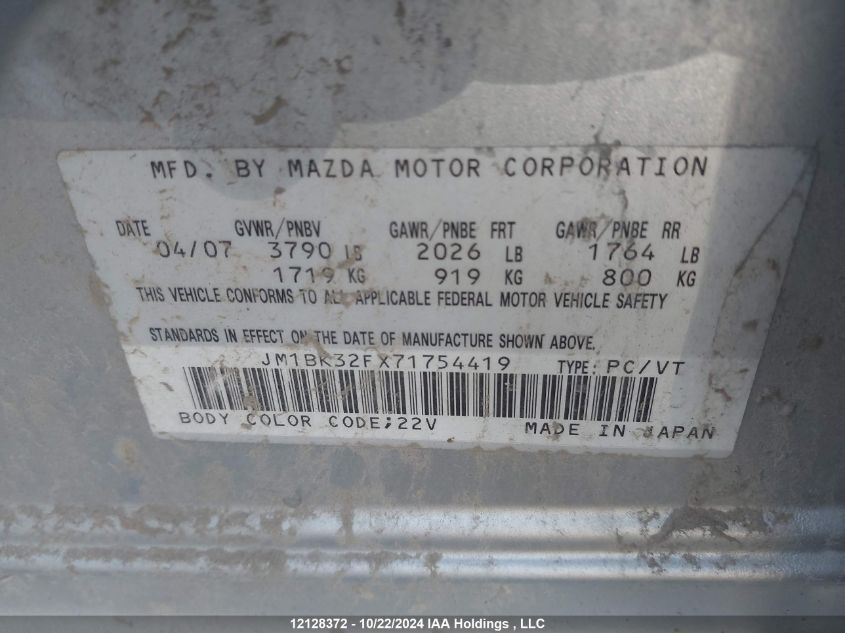 MFD. BY MAZDA MOTOR CORPORATION
DATE GVWR/PNBV GAWR/PNBE FRT GAWR/PNBE RR
04/07 3790 LB 2026 LB 1764 LB
1719 KG 919 KG 800 KG
THIS VEHICLE CONFORMS TO ALL APPLICABLE FEDERAL MOTOR VEHICLE SAFETY
STANDARDS IN EFFECT ON THE DATE OF MANUFACTURE SHOWN ABOVE.
JM1BK32FX71754419 TYPE: PC/VT
BODY COLOR CODE;22V MADE IN JAPAN
12128372 - 10/22/2024 IAA Holdings , LLC